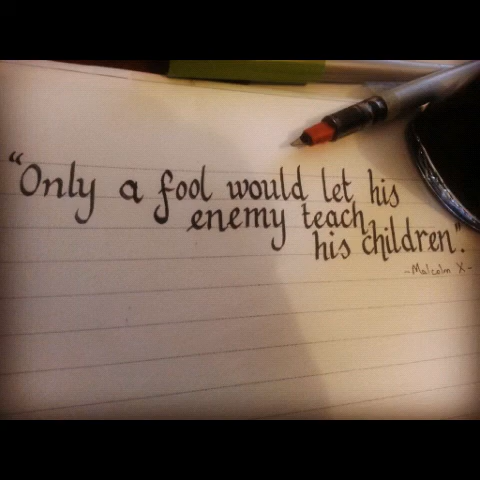 “Only a fool would let his
enemy teach
his children”.
-Malcolm X-